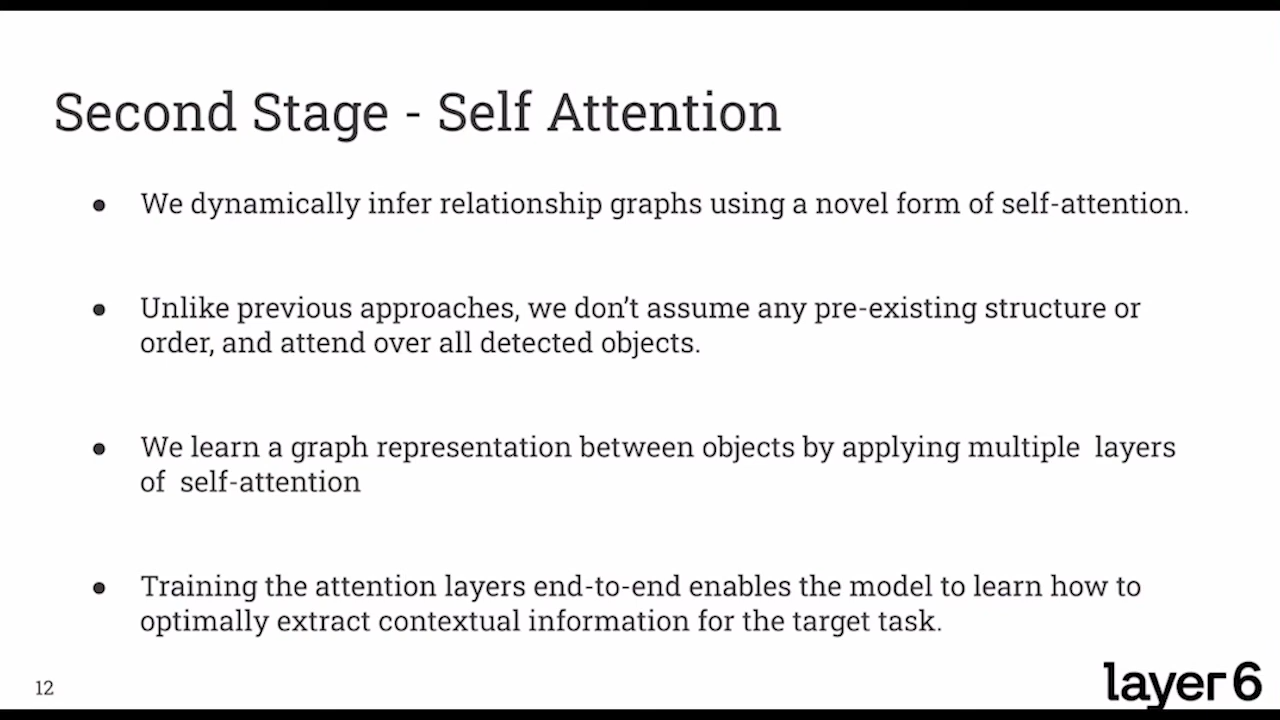 Second Stage - Self Attention
● We dynamically infer relationship graphs using a novel form of self-attention.
● Unlike previous approaches, we don’t assume any pre-existing structure or
order, and attend over all detected objects.
● We learn a graph representation between objects by applying multiple  layers
of  self-attention
● Training the attention layers end-to-end enables the model to learn how to
optimally extract contextual information for the target task.
12
layer 6